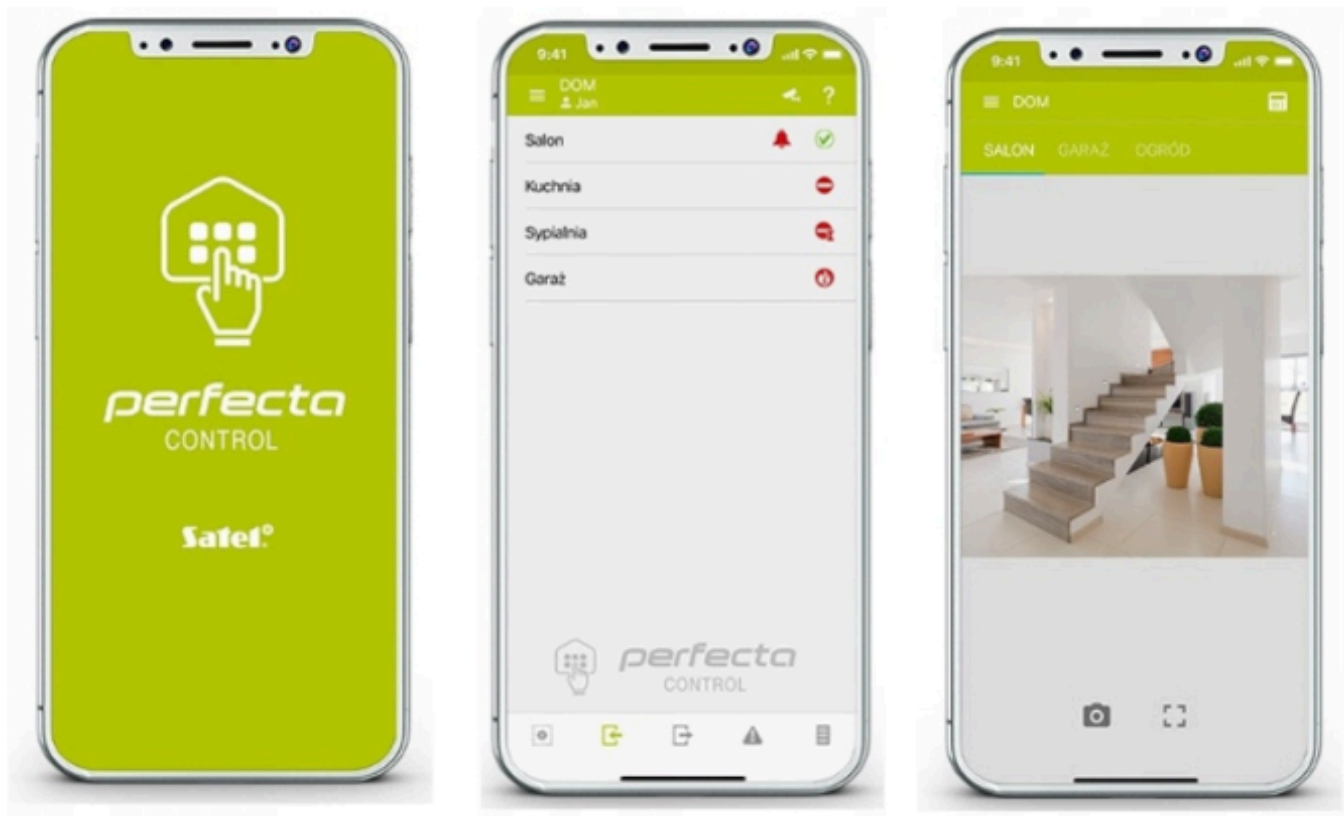 perfecta
CONTROL
Satel
9:41
DOM
Jan
?
Salon
Kuchnia
Sypialnia
Garaż
perfecta
CONTROL
9:41
DOM
SALON GARAŻ OGRÓD